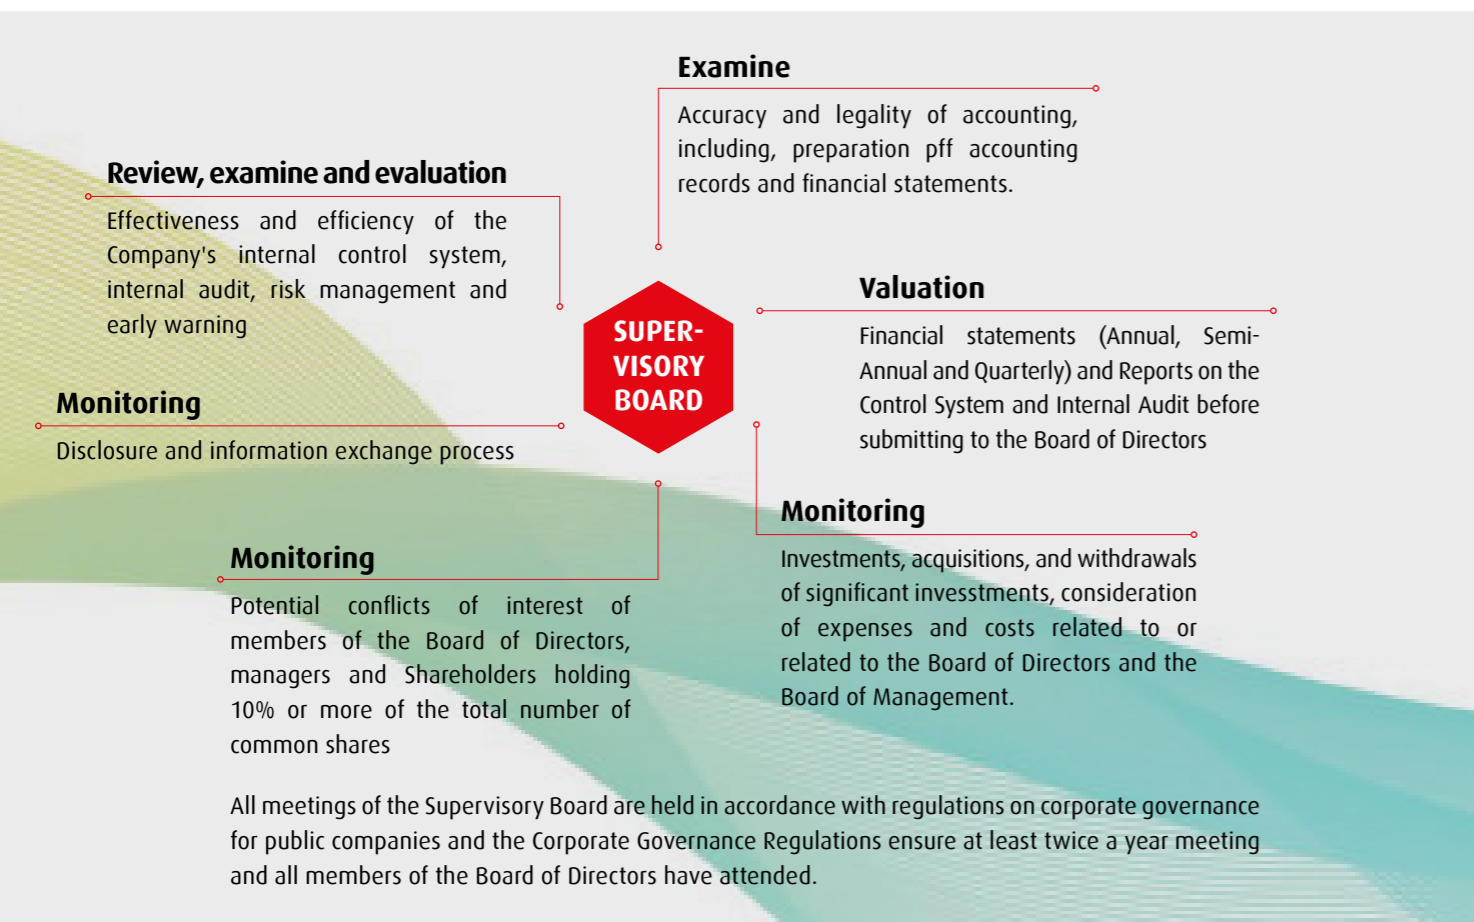 Examine
Accuracy and legality of accounting,
including, preparation pff accounting
records and financial statements.
Review, examine and evaluation
Effectiveness and efficiency of the
Company's internal control system,
internal audit, risk management and
early warning
SUPER-
VISORY
BOARD
Valuation
Financial statements (Annual, Semi-
Annual and Quarterly) and Reports on the
Control System and Internal Audit before
submitting to the Board of Directors
Monitoring
Disclosure and information exchange process
Monitoring
Investments, acquisitions, and withdrawals
of significant invesstments, consideration
of expenses and costs related to or
related to the Board of Directors and the
Board of Management.
Monitoring
Potential conflicts of interest of
members of the Board of Directors,
managers and Shareholders holding
10% or more of the total number of
common shares
All meetings of the Supervisory Board are held in accordance with regulations on corporate governance
for public companies and the Corporate Governance Regulations ensure at least twice a year meeting
and all members of the Board of Directors have attended.